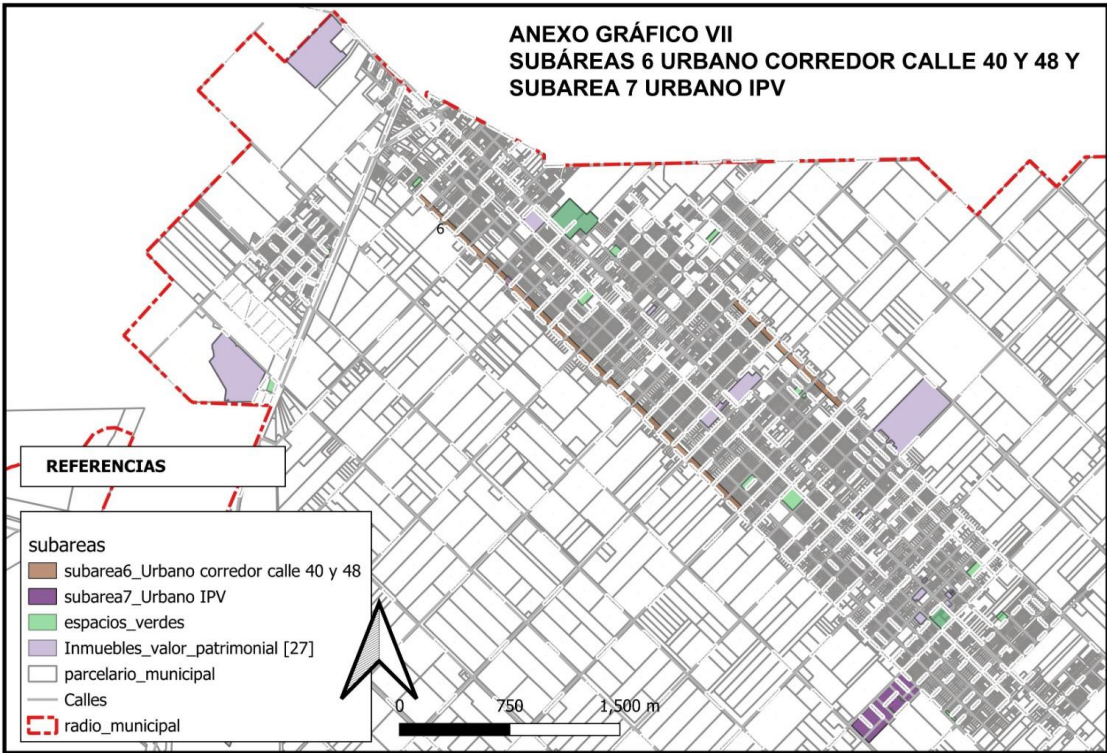 ANEXO GRÁFICO VII
SUBÁREAS 6 URBANO CORREDOR CALLE 40 Y 48 Y
SUBAREA 7 URBANO IPV
6
REFERENCIAS
subareas
subarea6_Urbano corredor calle 40 y 48
subarea7_Urbano IPV
espacios_verdes
Inmuebles_valor_patrimonial [27]
parcelario_municipal
Calles
radio_municipal
0 750 1,500 m